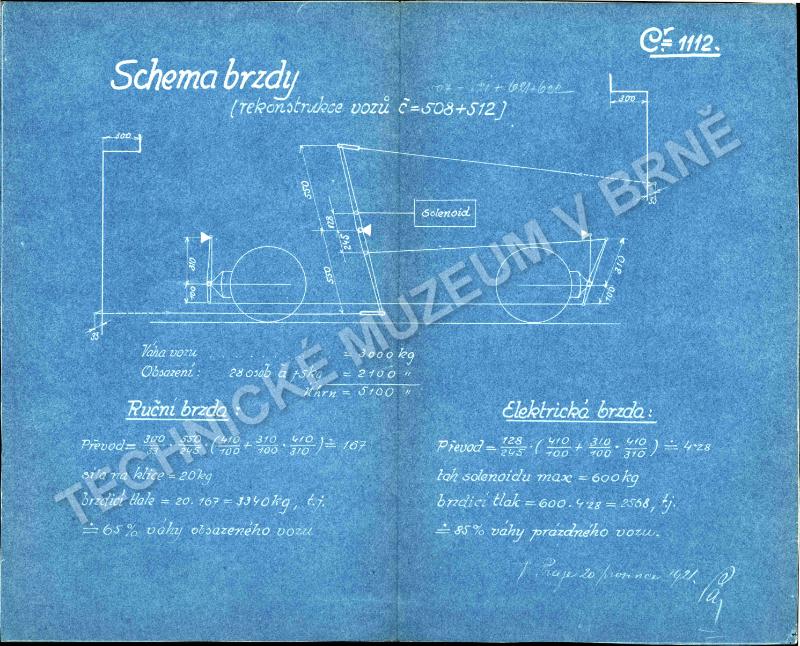 Čs 1112.
Schema brzdy
(rekonstrukce vozů č=508+512)
300
300
550
128
245
550
Solenoid
310
100
310
100
33
33
Váha vozu . . . . . . . . = 3000 kg
Obsazení: 28 osob á 75kg = 2100 "
Úhrn = 5100 "
Ruční brzda:
Převod = 300/33 · 550/245 · (410/100 + 310/100 · 410/310) ≐ 167
síla na klice = 20 kg
brzdící tlak = 20 . 167 = 3340 kg, t.j.
≐ 65% váhy obsazeného vozu
Elektrická brzda:
Převod = 128/245 · (410/100 + 310/100 · 410/310) ≐ 4·28
tah solenoidu max = 600 kg
brzdící tlak = 600 . 4·28 = 2568, t.j.
≐ 85% váhy prázdného vozu.
V Praze 20 prosince 1921.
TECHNICKÉ MUZEUM V BRNĚ